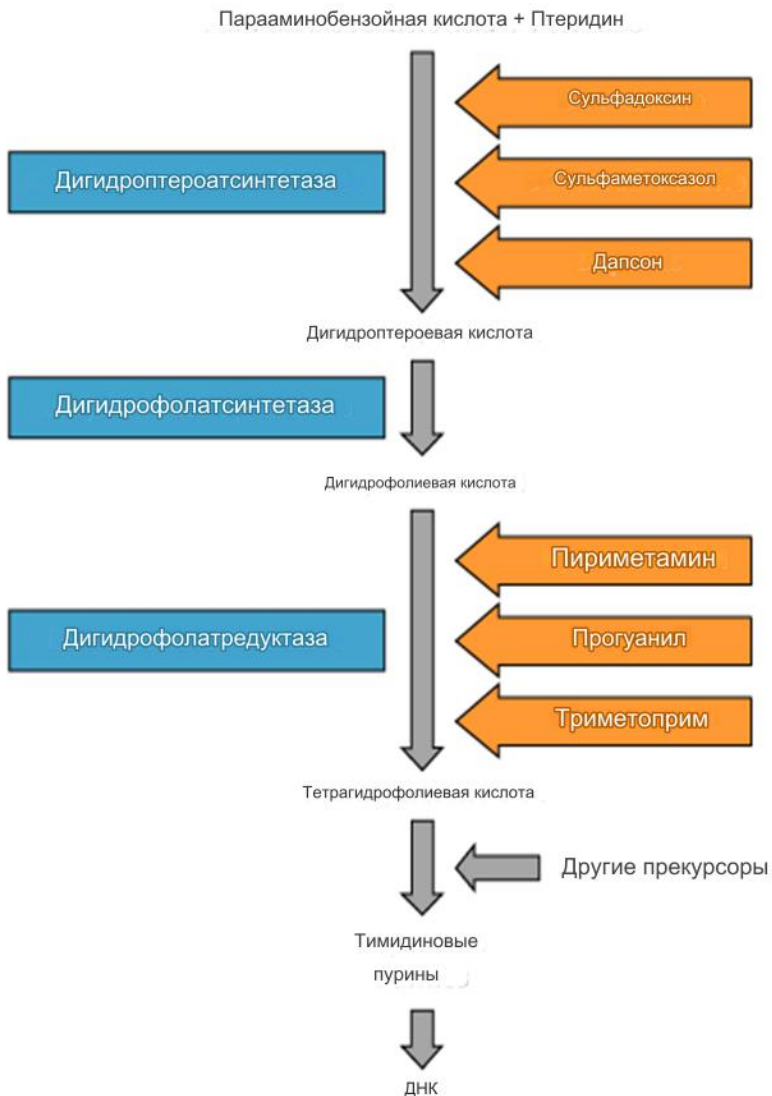 Парааминобензойная кислота + Птеридин
Сульфадоксин
Дигидроптероатсинтетаза
Сульфаметоксазол
Дапсон
Дигидроптероевая кислота
Дигидрофолатсинтетаза
Дигидрофолиевая кислота
Пириметамин
Дигидрофолатредуктаза
Прогуанил
Триметоприм
Тетрагидрофолиевая кислота
Другие прекурсоры
Тимидиновые
пурины
ДНК